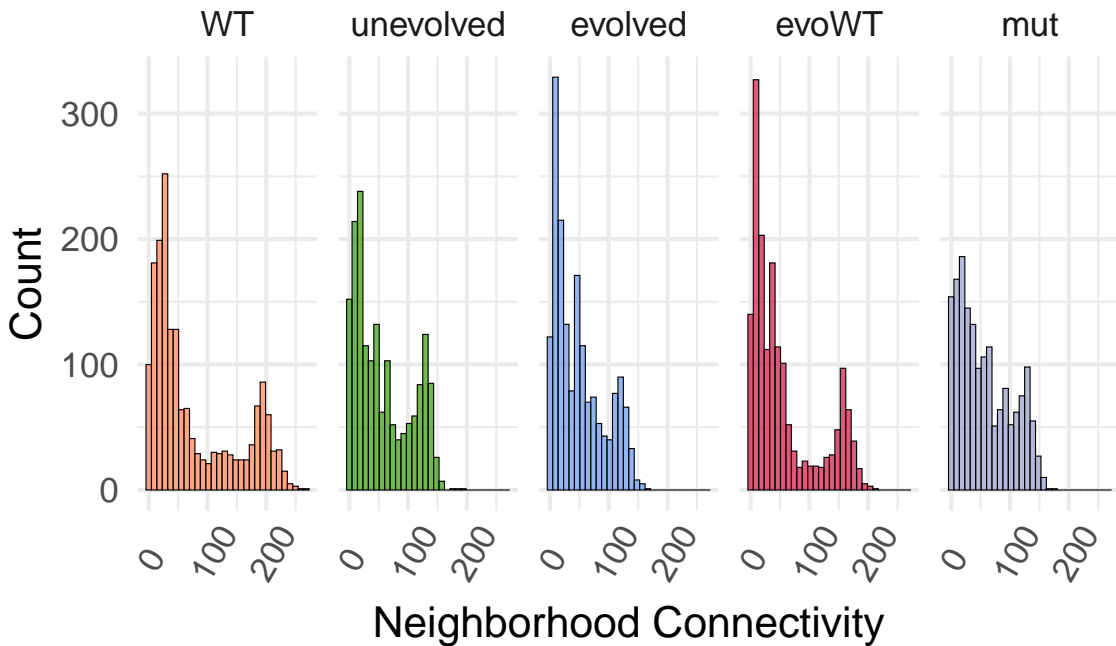 WT unevolved evolved evoWT mut
Count
300
200
100
0
0 100 200 0 100 200 0 100 200 0 100 200 0 100 200
Neighborhood Connectivity